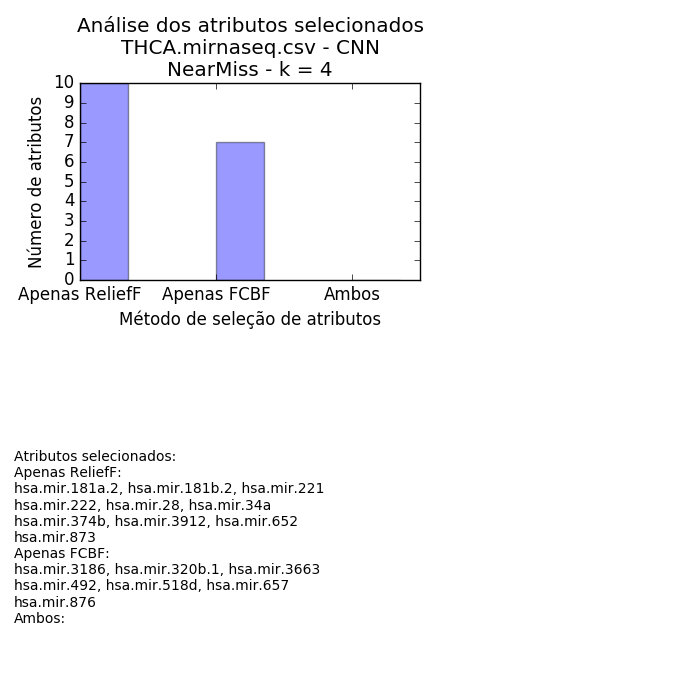 Análise dos atributos selecionados
THCA.mirnaseq.csv - CNN
NearMiss - k = 4
10
9
8
7
6
5
4
3
2
1
0
Número de atributos
Apenas ReliefF
Apenas FCBF
Ambos
Método de seleção de atributos
Atributos selecionados:
Apenas ReliefF:
hsa.mir.181a.2, hsa.mir.181b.2, hsa.mir.221
hsa.mir.222, hsa.mir.28, hsa.mir.34a
hsa.mir.374b, hsa.mir.3912, hsa.mir.652
hsa.mir.873
Apenas FCBF:
hsa.mir.3186, hsa.mir.320b.1, hsa.mir.3663
hsa.mir.492, hsa.mir.518d, hsa.mir.657
hsa.mir.876
Ambos: